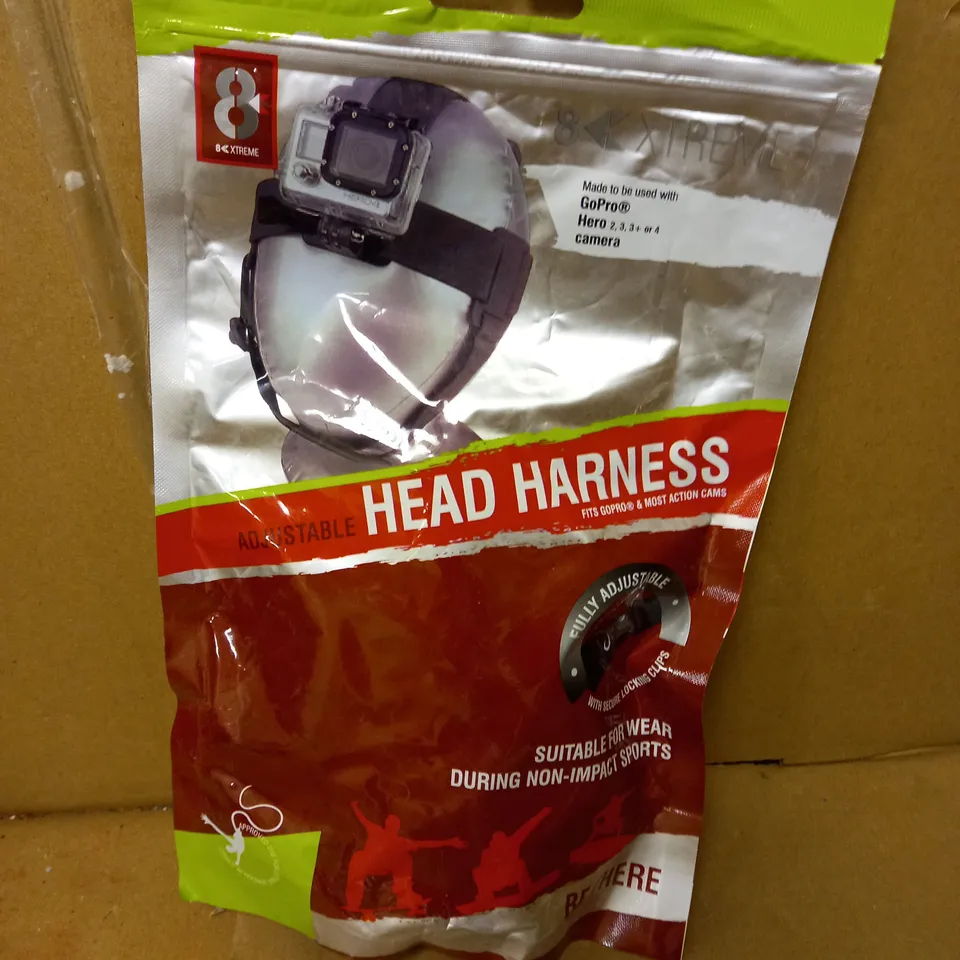 8
8 XTREME
8 XTREME
Made to be used with
GoPro®
Hero 2, 3, 3+ or 4
camera
ADJUSTABLE HEAD HARNESS
FITS GOPRO® & MOST ACTION CAMS
FULLY ADJUSTABLE
WITH SECURE LOCKING CLIPS
SUITABLE FOR WEAR
DURING NON-IMPACT SPORTS
APPROVED
HERE